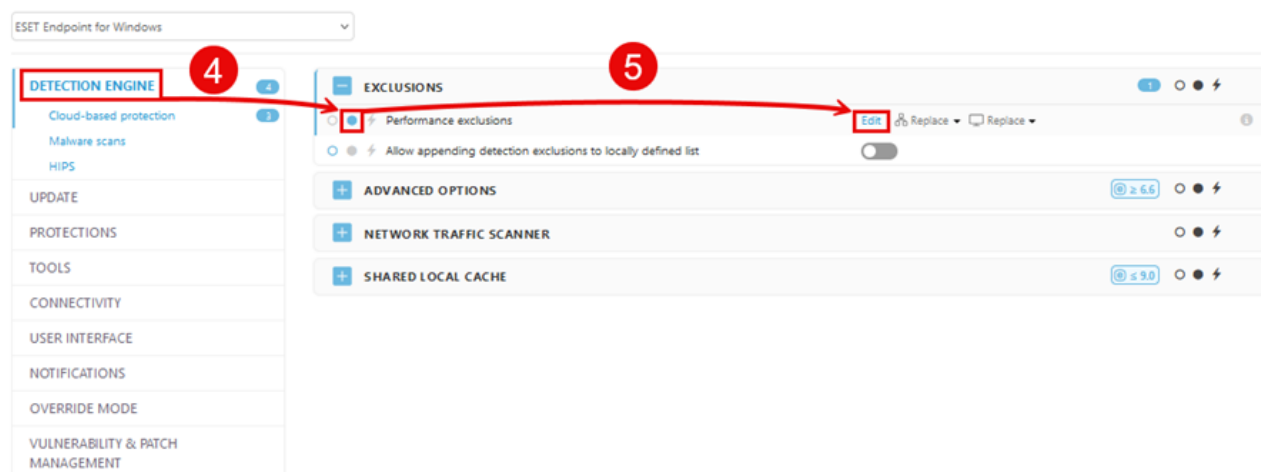 ESET Endpoint for Windows
DETECTION ENGINE 4
Cloud-based protection 3
Malware scans
HIPS
UPDATE
PROTECTIONS
TOOLS
CONNECTIVITY
USER INTERFACE
NOTIFICATIONS
OVERRIDE MODE
VULNERABILITY & PATCH
MANAGEMENT
4
5
EXCLUSIONS 1
Performance exclusions Edit Replace Replace
Allow appending detection exclusions to locally defined list
ADVANCED OPTIONS ≥ 6.6
NETWORK TRAFFIC SCANNER
SHARED LOCAL CACHE ≤ 9.0